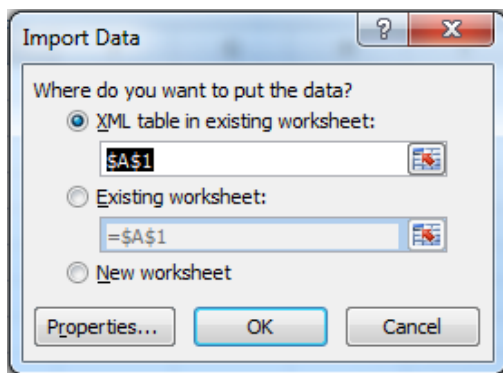 Import Data
?
Where do you want to put the data?
XML table in existing worksheet:
$A$1
Existing worksheet:
=$A$1
New worksheet
Properties... OK Cancel